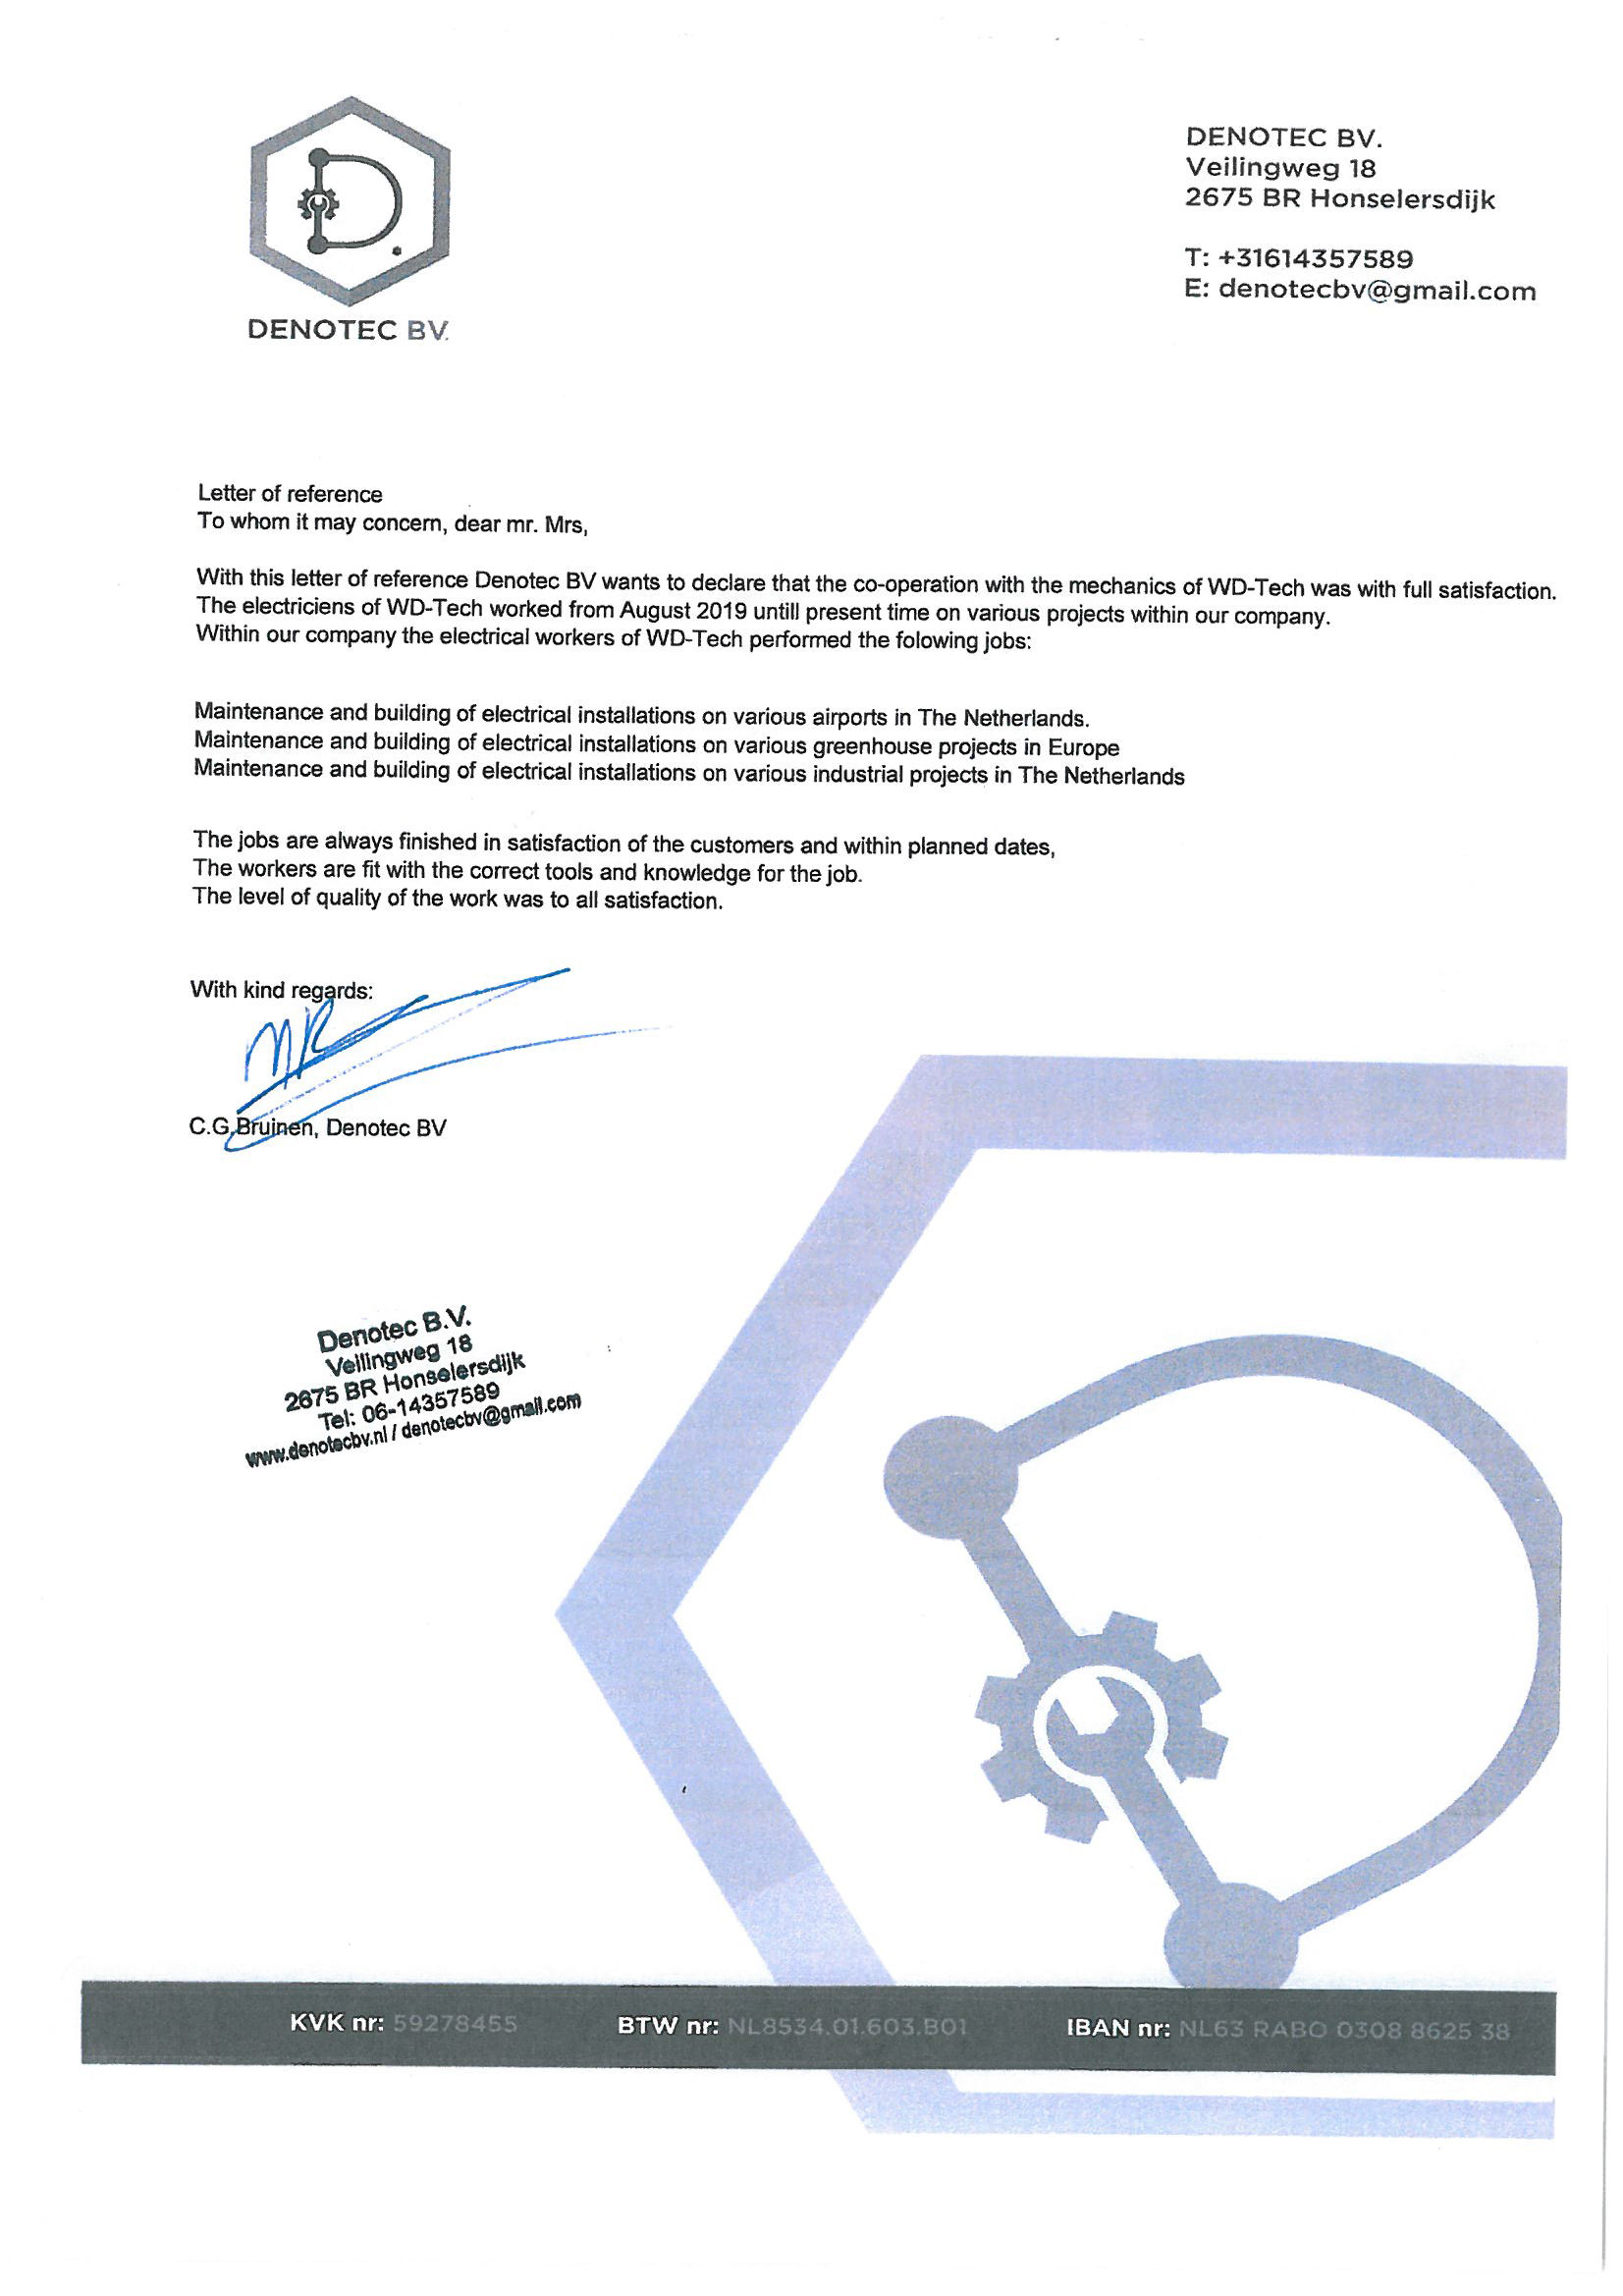 DENOTEC BV.
DENOTEC BV.
Veilingweg 18
2675 BR Honselersdijk
T: +31614357589
E: denotecbv@gmail.com
Letter of reference
To whom it may concern, dear mr. Mrs,
With this letter of reference Denotec BV wants to declare that the co-operation with the mechanics of WD-Tech was with full satisfaction.
The electriciens of WD-Tech worked from August 2019 untill present time on various projects within our company.
Within our company the electrical workers of WD-Tech performed the folowing jobs:
Maintenance and building of electrical installations on various airports in The Netherlands.
Maintenance and building of electrical installations on various greenhouse projects in Europe
Maintenance and building of electrical installations on various industrial projects in The Netherlands
The jobs are always finished in satisfaction of the customers and within planned dates,
The workers are fit with the correct tools and knowledge for the job.
The level of quality of the work was to all satisfaction.
With kind regards:
C.G.Bruinen, Denotec BV
Denotec B.V.
Veilingweg 18
2675 BR Honselersdijk
Tel: 06-14357589
www.denotecbv.nl / denotecbv@gmail.com
KVK nr: 59278455 BTW nr: NL8534.01.603.B01 IBAN nr: NL63 RABO 0308 8625 38